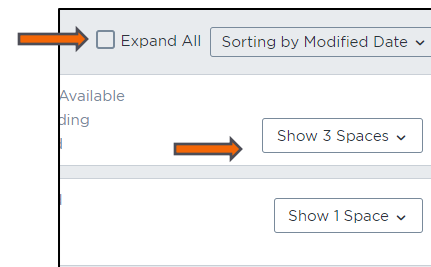 Expand All Sorting by Modified Date
Available
ding
Show 3 Spaces
Show 1 Space